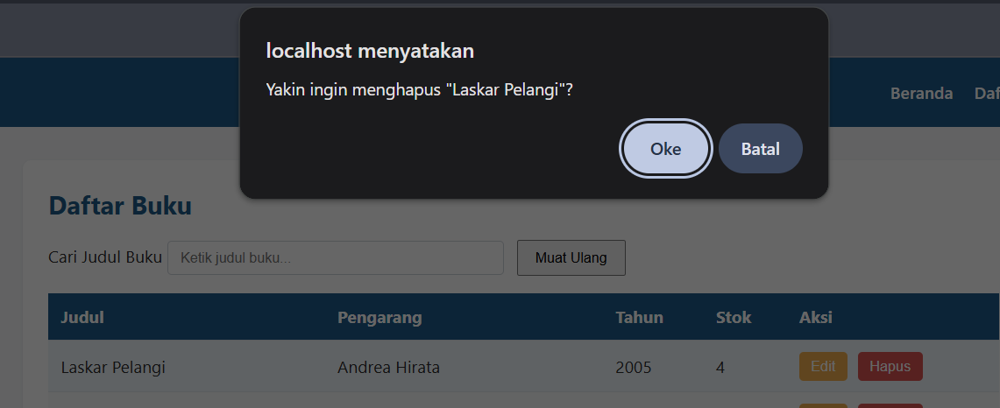 localhost menyatakan
Yakin ingin menghapus "Laskar Pelangi"?
Oke Batal
Beranda Daf
Daftar Buku
Cari Judul Buku Ketik judul buku... Muat Ulang
Judul Pengarang Tahun Stok Aksi
Laskar Pelangi Andrea Hirata 2005 4 Edit Hapus